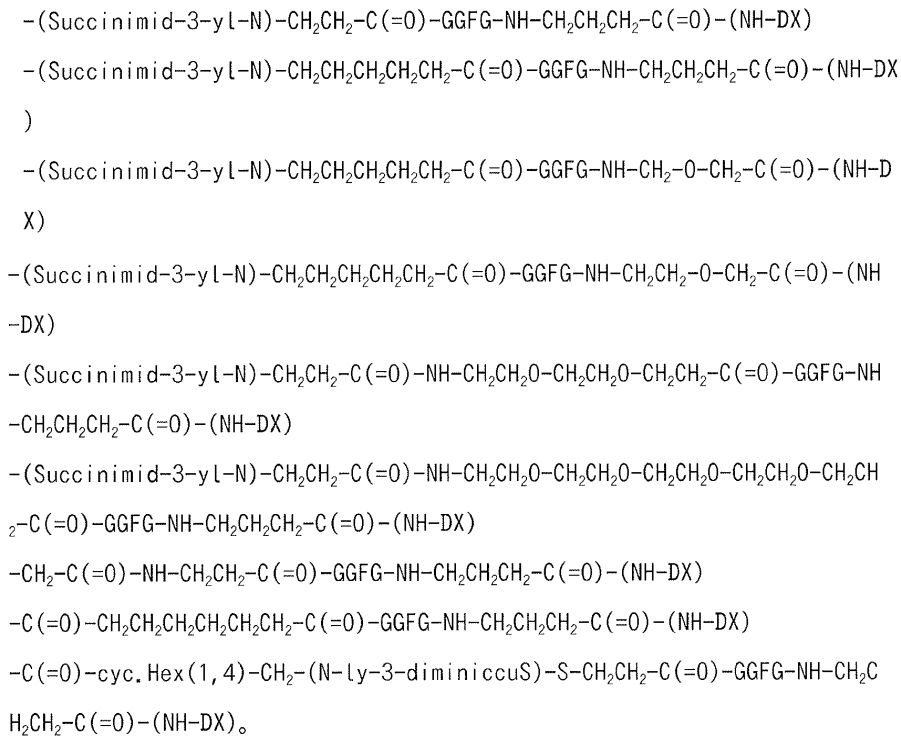 -(Succinimid-3-yl-N)-CH₂CH₂-C(=O)-GGFG-NH-CH₂CH₂CH₂-C(=O)-(NH-DX)
-(Succinimid-3-yl-N)-CH₂CH₂CH₂CH₂CH₂-C(=O)-GGFG-NH-CH₂CH₂CH₂-C(=O)-(NH-DX
)
-(Succinimid-3-yl-N)-CH₂CH₂CH₂CH₂CH₂-C(=O)-GGFG-NH-CH₂-O-CH₂-C(=O)-(NH-D
X)
-(Succinimid-3-yl-N)-CH₂CH₂CH₂CH₂CH₂-C(=O)-GGFG-NH-CH₂CH₂-O-CH₂-C(=O)-(NH
-DX)
-(Succinimid-3-yl-N)-CH₂CH₂-C(=O)-NH-CH₂CH₂O-CH₂CH₂O-CH₂CH₂-C(=O)-GGFG-NH
-CH₂CH₂CH₂-C(=O)-(NH-DX)
-(Succinimid-3-yl-N)-CH₂CH₂-C(=O)-NH-CH₂CH₂O-CH₂CH₂O-CH₂CH₂O-CH₂CH₂O-CH₂CH
₂-C(=O)-GGFG-NH-CH₂CH₂CH₂-C(=O)-(NH-DX)
-CH₂-C(=O)-NH-CH₂CH₂-C(=O)-GGFG-NH-CH₂CH₂CH₂-C(=O)-(NH-DX)
-C(=O)-CH₂CH₂CH₂CH₂CH₂CH₂-C(=O)-GGFG-NH-CH₂CH₂CH₂-C(=O)-(NH-DX)
-C(=O)-cyc.Hex(1,4)-CH₂-(N-ly-3-diminiccuS)-S-CH₂CH₂-C(=O)-GGFG-NH-CH₂C
H₂CH₂-C(=O)-(NH-DX)。